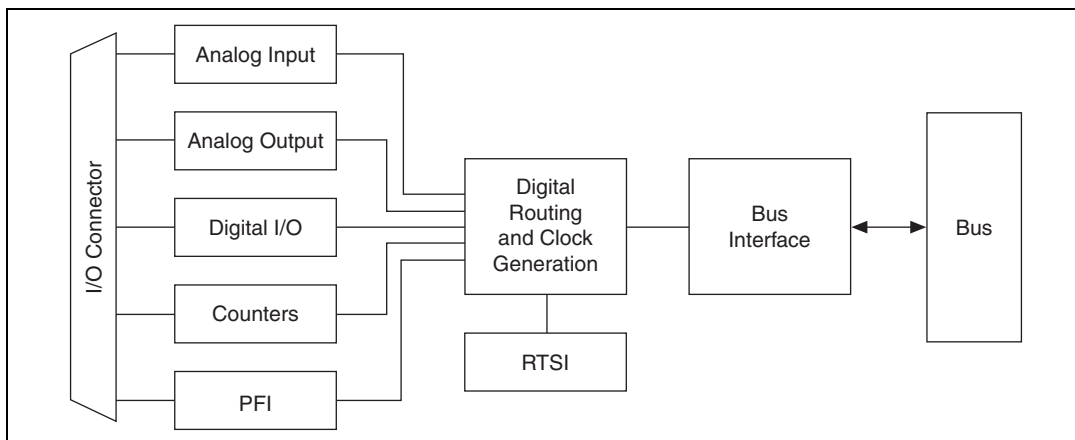 I/O Connector
Analog Input
Analog Output
Digital I/O
Counters
PFI
Digital
Routing
and Clock
Generation
RTSI
Bus
Interface
Bus